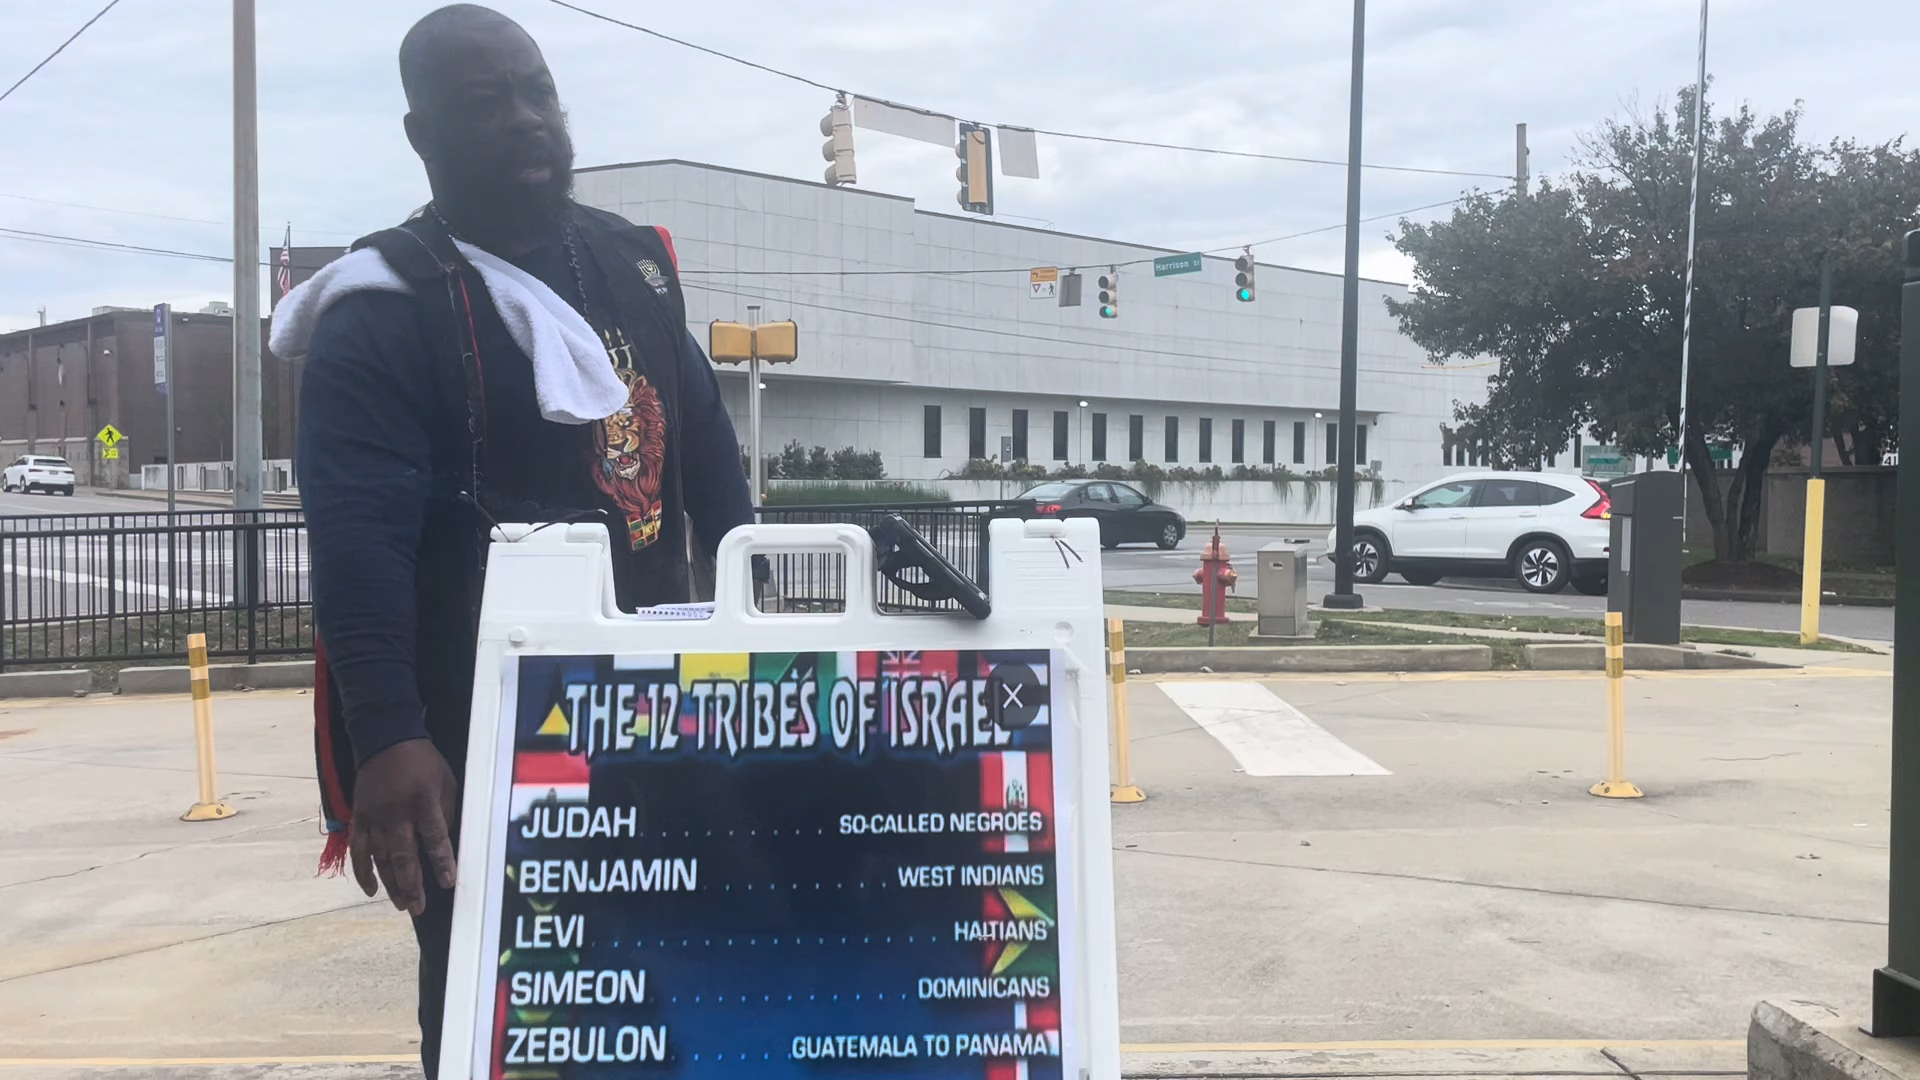 Harrison St
THE 12 TRIBES OF ISRAEL
JUDAH . . . . . . . . . . SO-CALLED NEGROES
BENJAMIN . . . . . . . . . WEST INDIANS
LEVI . . . . . . . . . . . . . . . . HAITIANS
SIMEON . . . . . . . . . . . . DOMINICANS
ZEBULON . . . . . . GUATEMALA TO PANAMA